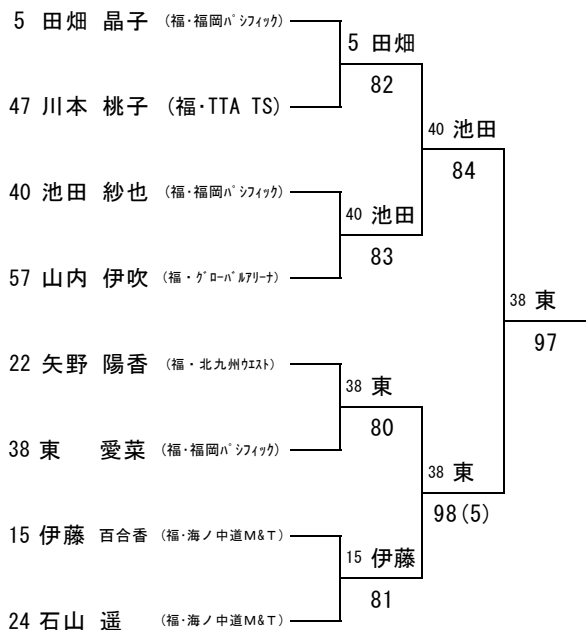 5 田畑 晶子 (福・福岡ﾊﾟｼﾌｨｯｸ)
5 田畑
82
47 川本 桃子 (福・TTA TS)
40 池田
84
40 池田 紗也 (福・福岡ﾊﾟｼﾌｨｯｸ)
40 池田
83
57 山内 伊吹 (福・ｸﾞﾛｰﾊﾞﾙｱﾘｰﾅ)
38 東
97
22 矢野 陽香 (福・北九州ｳｴｽﾄ)
38 東
80
38 東 愛菜 (福・福岡ﾊﾟｼﾌｨｯｸ)
38 東
98(5)
15 伊藤 百合香 (福・海ノ中道M&T)
15 伊藤
81
24 石山 遥 (福・海ノ中道M&T)